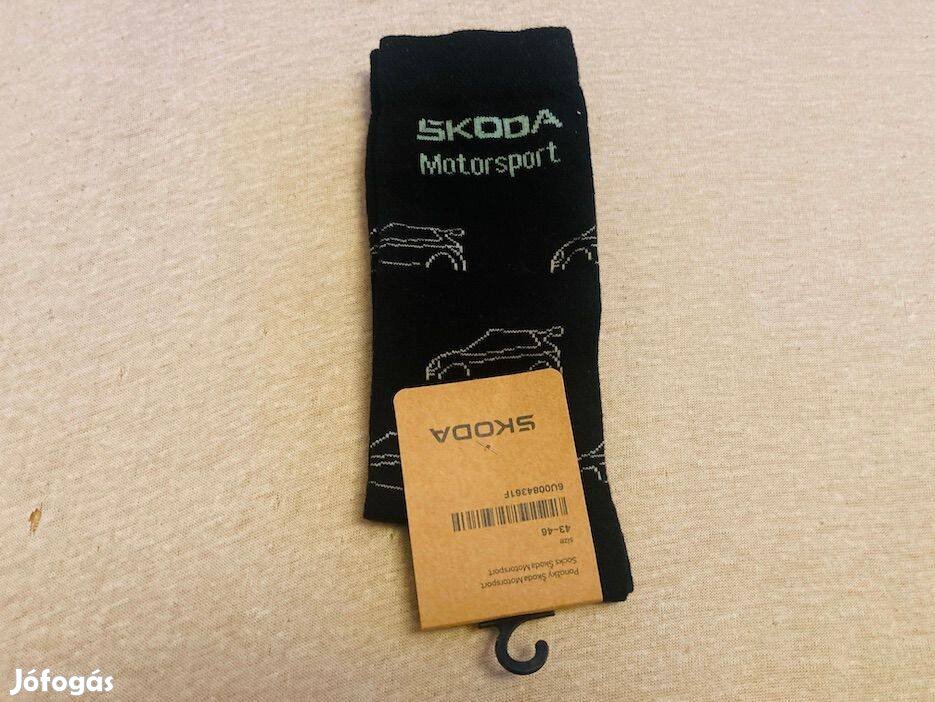 ŠKODA
Motorsport
ŠKODA
6U0084361F
43-46
size
Ponožky Škoda Motorsport
Socks Škoda Motorsport
Jófogás